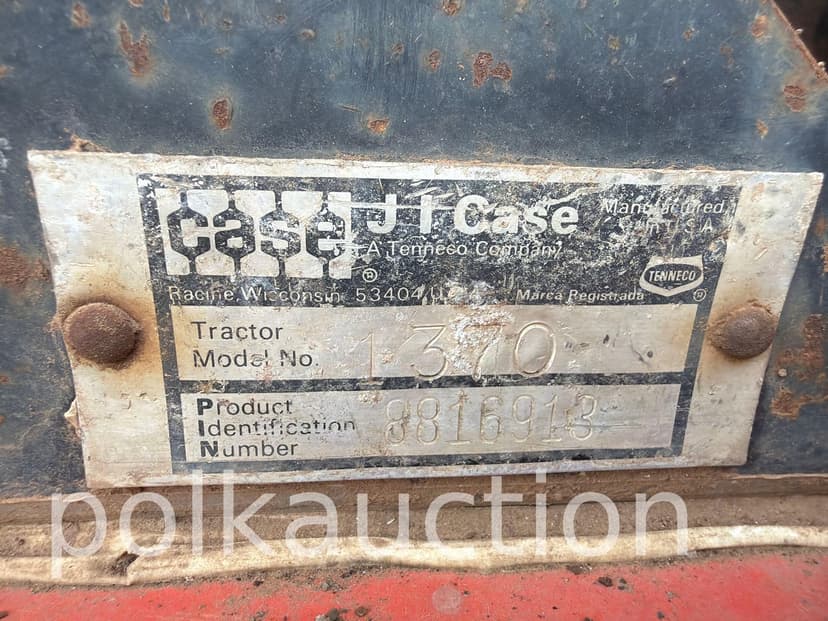 case
J I Case
A Tenneco Company
Manufactured
in U.S.A.
®
TENNECO
®
Racine, Wisconsin 53404 U.S.A.
Marca Registrada
Tractor
Model No. 1370
Product
Identification
Number
8816913
polkauction